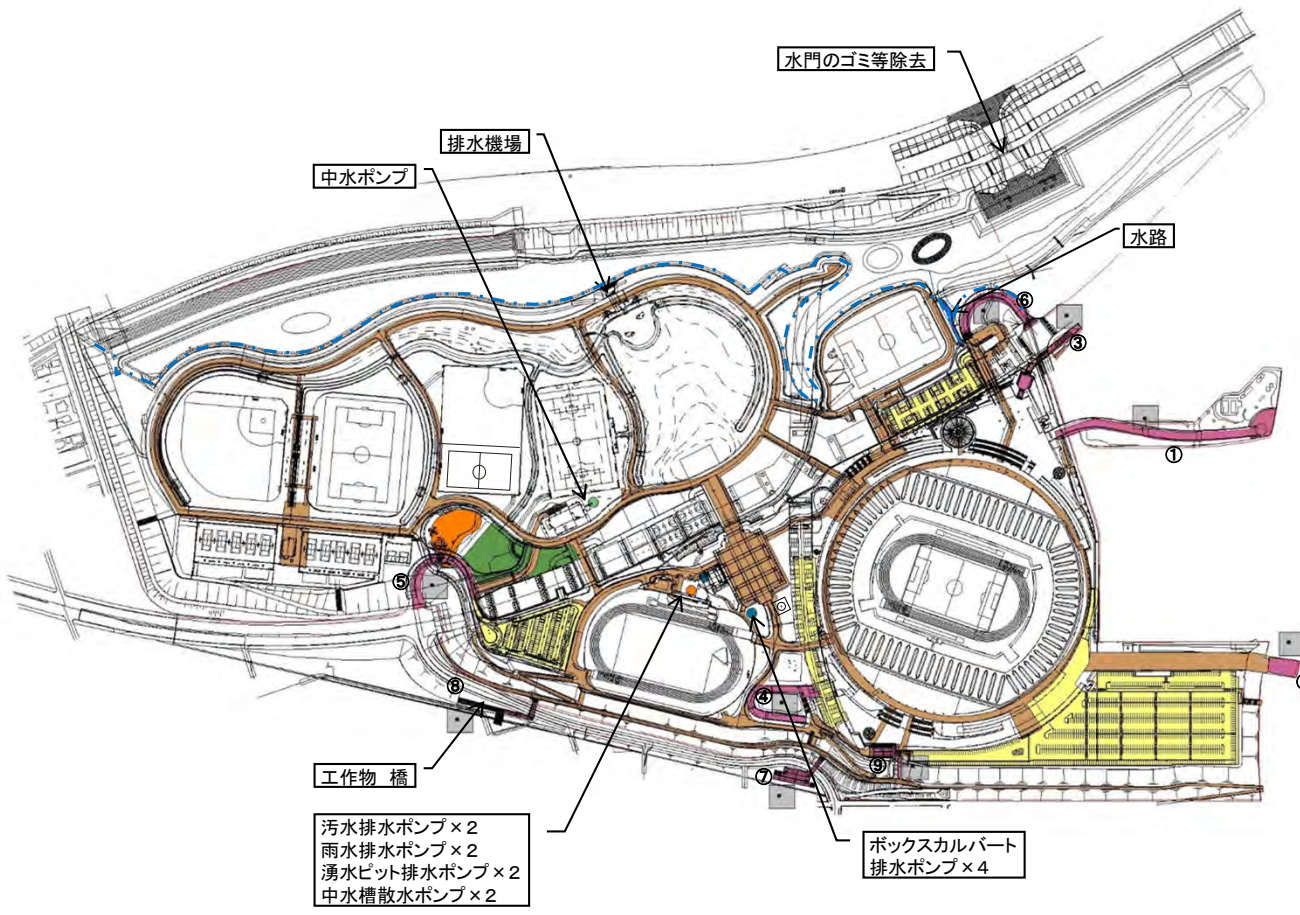 水門のゴミ等除去
排水機場
中水ポンプ
水路
⑥
③
①
⑤
⑧
④
⑨
⑦
工作物 橋
汚水排水ポンプ×2
雨水排水ポンプ×2
湧水ピット排水ポンプ×2
中水槽散水ポンプ×2
ボックスカルバート
排水ポンプ×4